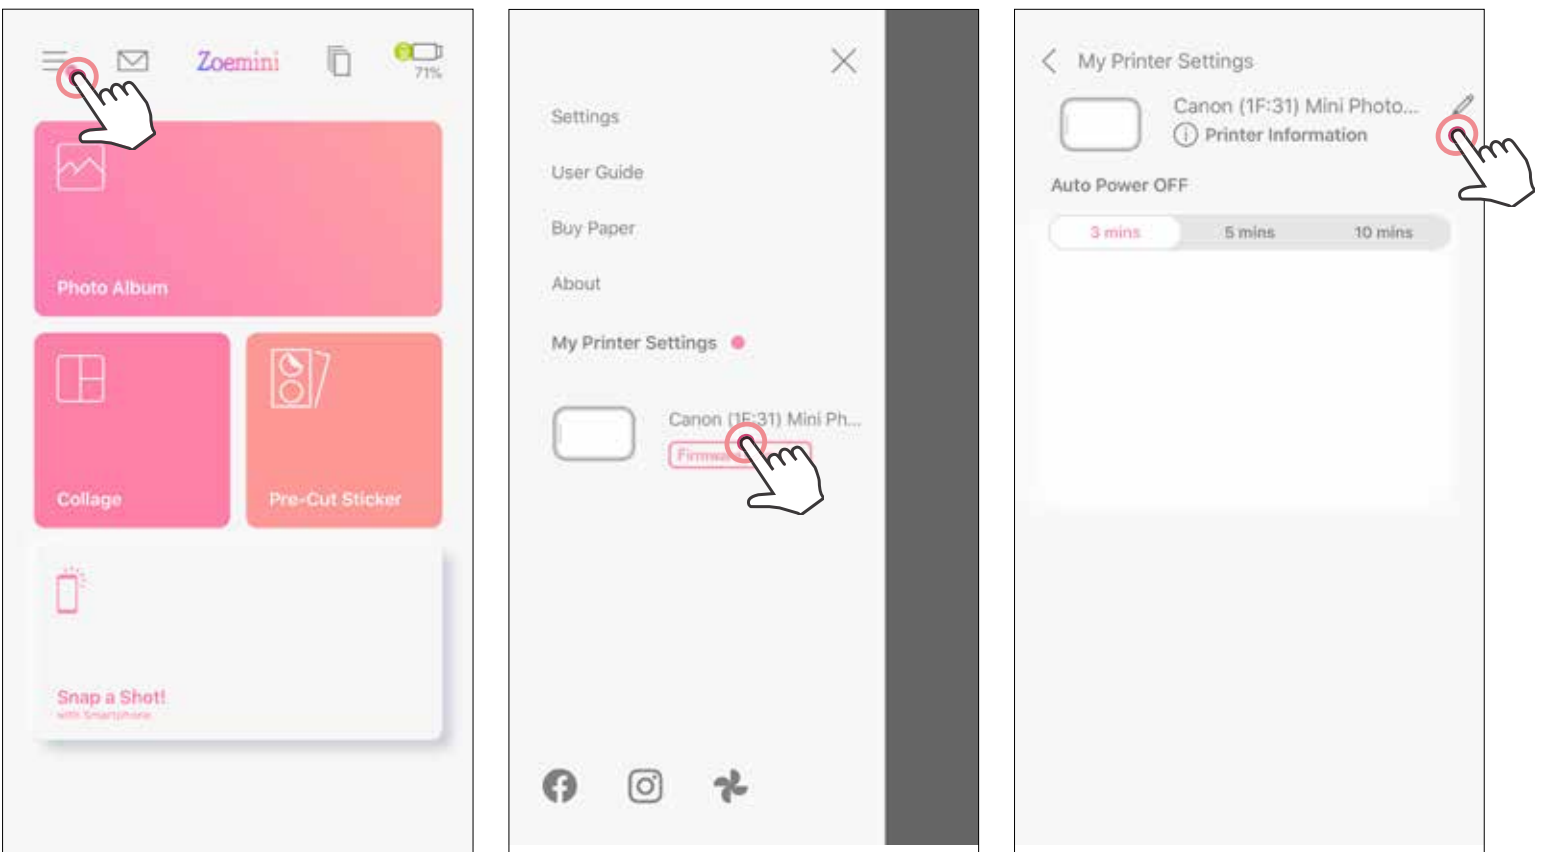 Zoemini
71%
Photo Album
Collage
Pre-Cut Sticker
Snap a Shot!
with Smartphone
Settings
User Guide
Buy Paper
About
My Printer Settings
Canon (1F:31) Mini Ph...
My Printer Settings
Canon (1F:31) Mini Photo...
Printer Information
Auto Power OFF
3 mins 5 mins 10 mins